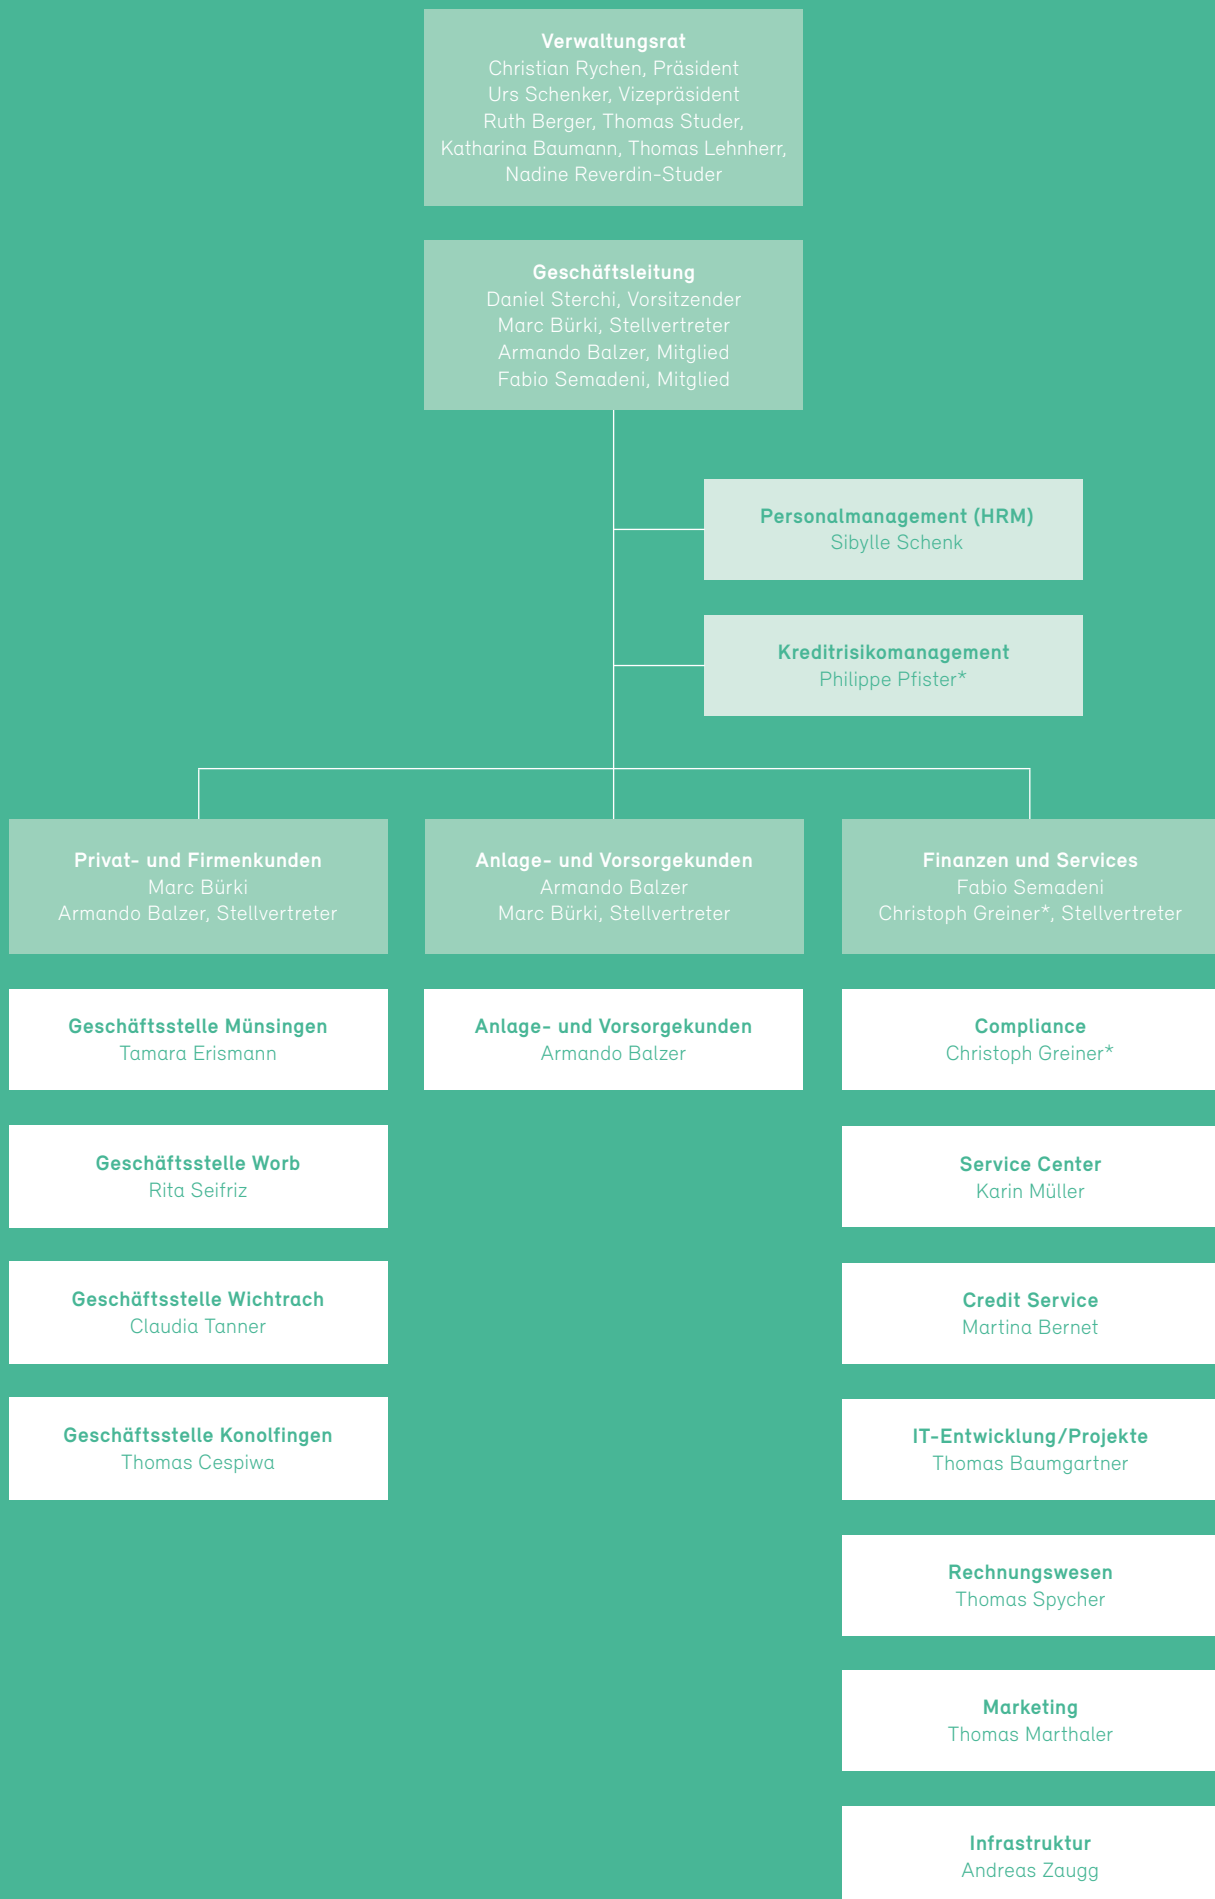 Verwaltungsrat
Christian Rychen, Präsident
Urs Schenker, Vizepräsident
Ruth Berger, Thomas Studer,
Katharina Baumann, Thomas Lehnherr,
Nadine Reverdin-Studer
Geschäftsleitung
Daniel Sterchi, Vorsitzender
Marc Bürki, Stellvertreter
Armando Balzer, Mitglied
Fabio Semadeni, Mitglied
Personalmanagement (HRM)
Sibylle Schenk
Kreditrisikomanagement
Philippe Pfister*
Privat- und Firmenkunden
Marc Bürki
Armando Balzer, Stellvertreter
Geschäftsstelle Münsingen
Tamara Erismann
Geschäftsstelle Worb
Rita Seifriz
Geschäftsstelle Wichtrach
Claudia Tanner
Geschäftsstelle Konolfingen
Thomas Cespiwa
Anlage- und Vorsorgekunden
Armando Balzer
Marc Bürki, Stellvertreter
Anlage- und Vorsorgekunden
Armando Balzer
Finanzen und Services
Fabio Semadeni
Christoph Greiner*, Stellvertreter
Compliance
Christoph Greiner*
Service Center
Karin Müller
Credit Service
Martina Bernet
IT-Entwicklung/Projekte
Thomas Baumgartner
Rechnungswesen
Thomas Spycher
Marketing
Thomas Marthaler
Infrastruktur
Andreas Zaugg